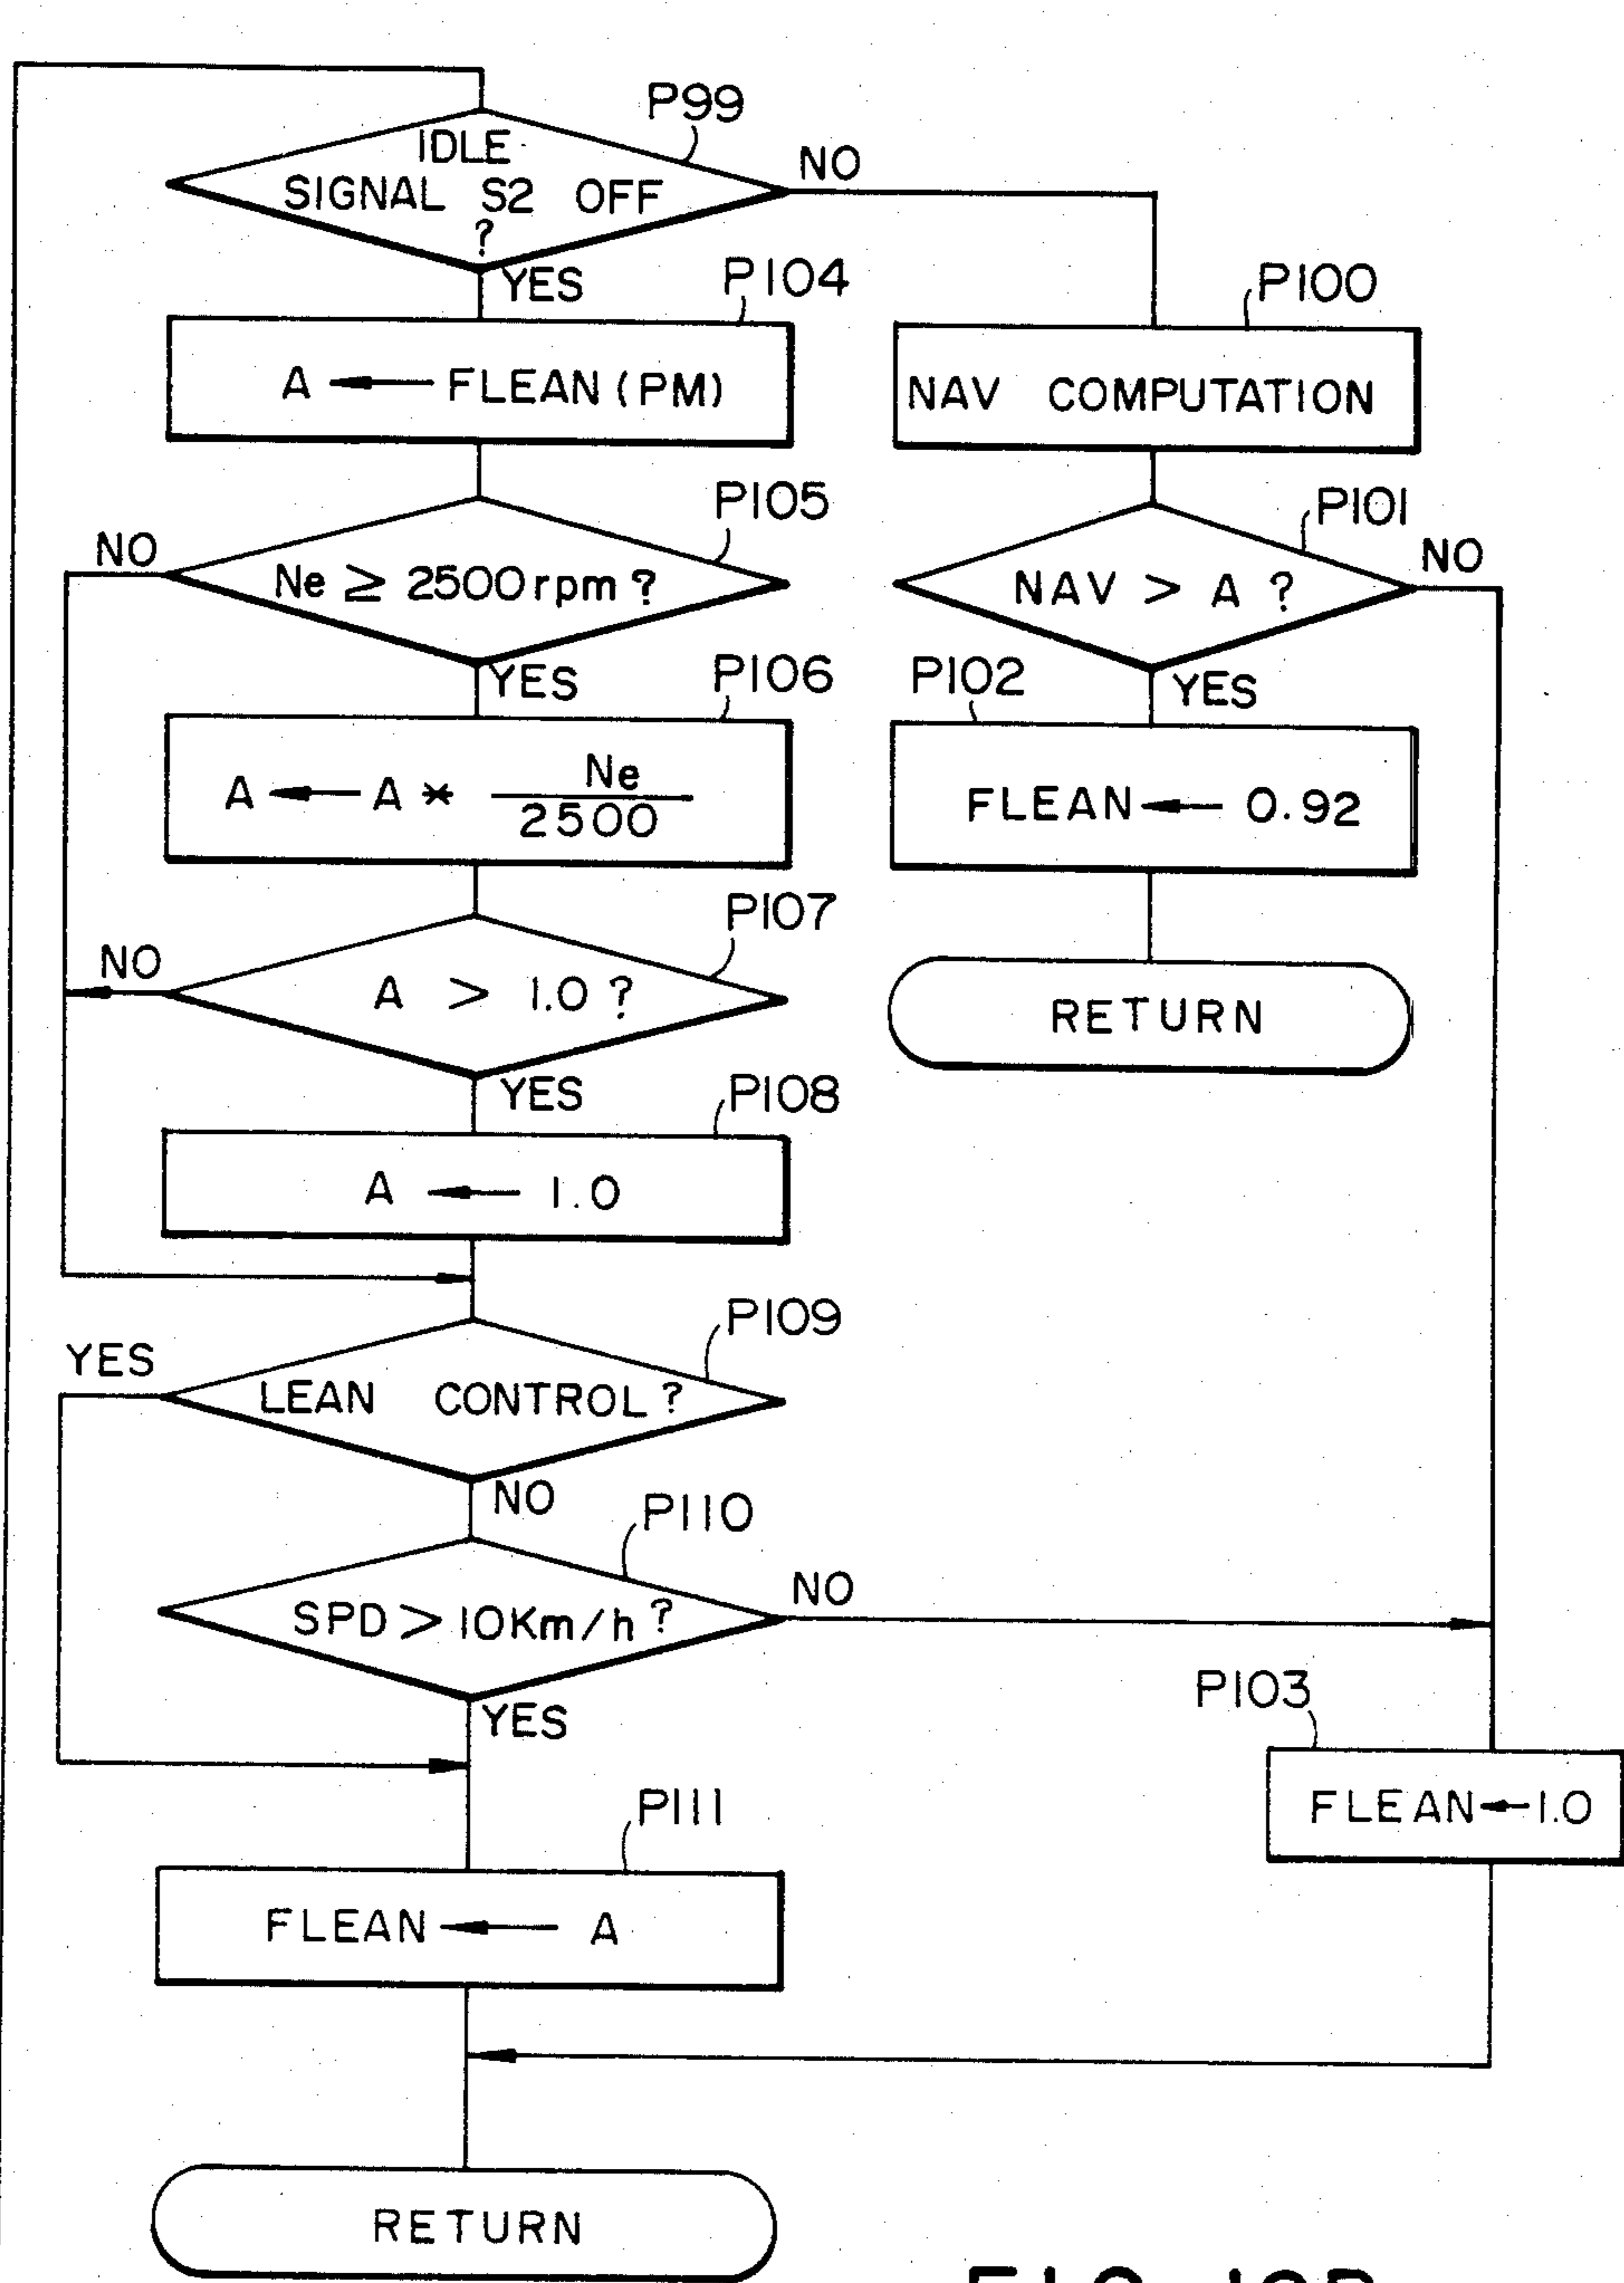 P99
IDLE
SIGNAL S2 OFF
?
NO
YES
P104
A ← FLEAN (PM)
P105
NO
Ne ≥ 2500 rpm ?
YES
P106
A ← A * Ne
2500
P107
NO
A > 1.0 ?
YES
P108
A ← 1.0
P109
YES
LEAN CONTROL ?
NO
P110
SPD > 10Km/h ?
NO
YES
P111
FLEAN ← A
RETURN
P100
NAV COMPUTATION
P101
NO
NAV > A ?
YES
P102
FLEAN ← 0.92
RETURN
P103
FLEAN ← 1.0